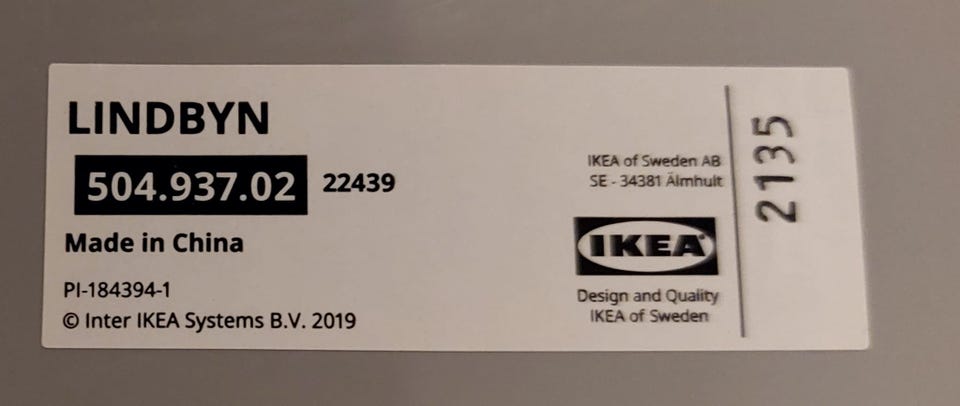 LINDBYN
504.937.02 22439
Made in China
PI-184394-1
© Inter IKEA Systems B.V. 2019
IKEA of Sweden AB
SE - 34381 Älmhult
IKEA®
Design and Quality
IKEA of Sweden
2135